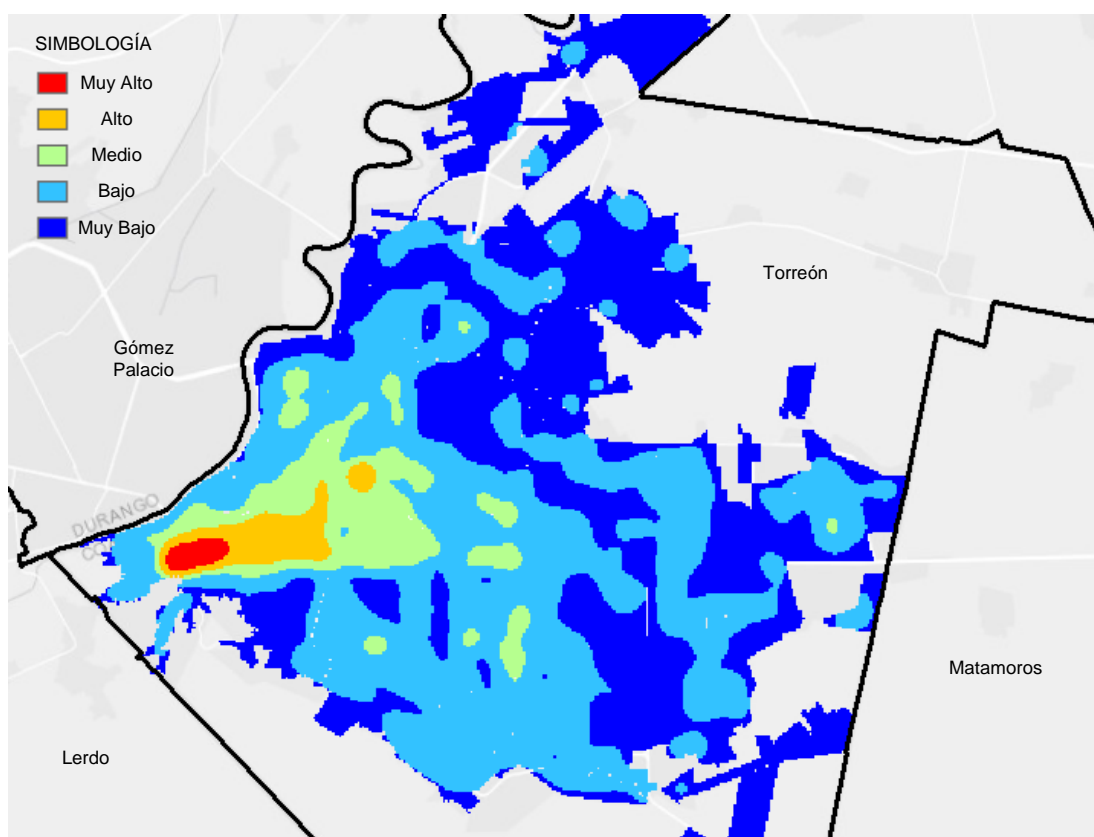 SIMBOLOGÍA
Muy Alto
Alto
Medio
Bajo
Muy Bajo
Torreón
Gómez
Palacio
DURANGO
Matamoros
Lerdo